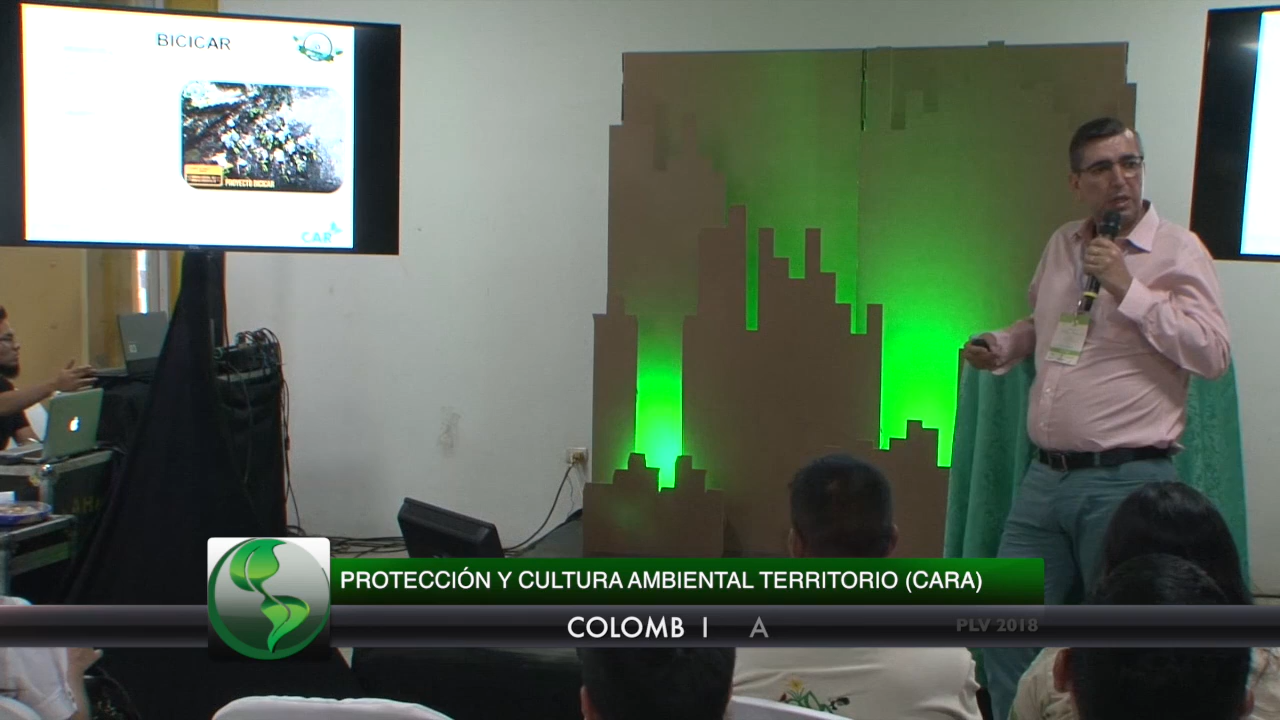 BICICAR
PROYECTO BICICAR
CAR
PROTECCIÓN Y CULTURA AMBIENTAL TERRITORIO (CARA)
COLOMB I A
PLV 2018